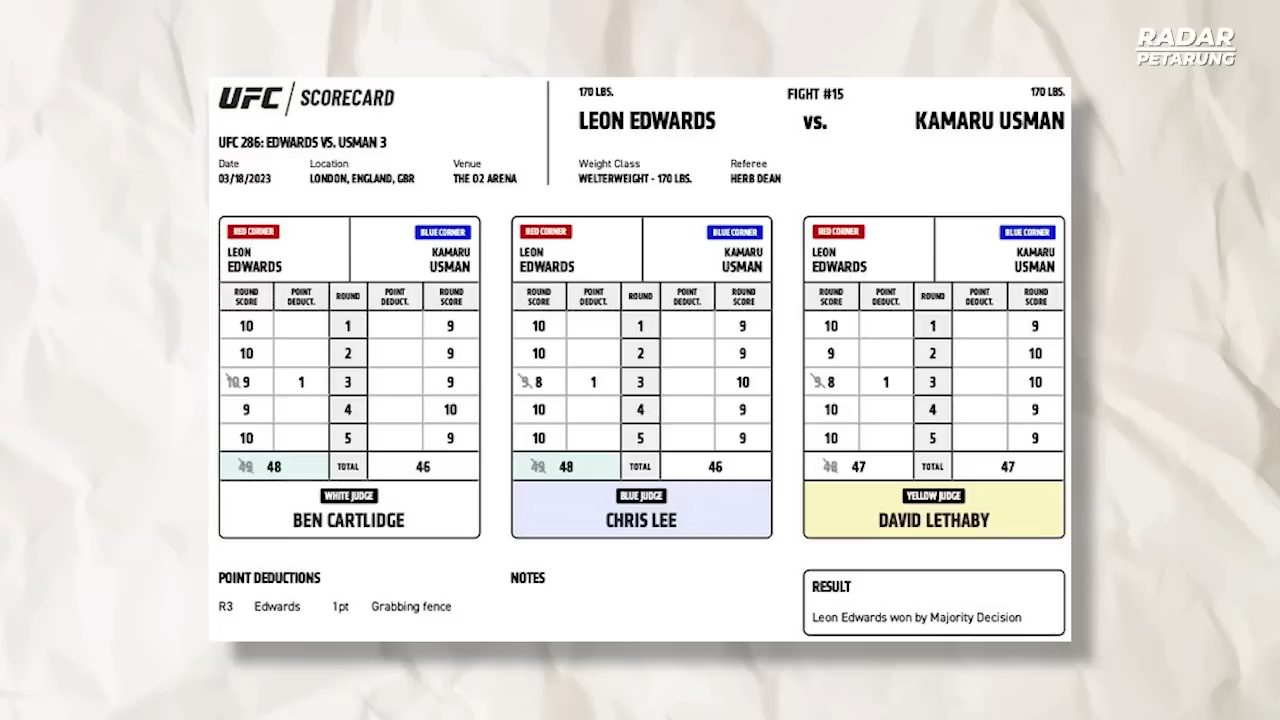 RADAR
PETARUNG
UFC / SCORECARD
UFC 286: EDWARDS VS. USMAN 3
Date Location Venue
03/18/2023 LONDON, ENGLAND, GBR THE O2 ARENA
170 LBS. FIGHT #15 170 LBS.
LEON EDWARDS VS. KAMARU USMAN
Weight Class Referee
WELTERWEIGHT - 170 LBS. HERB DEAN
RED CORNER BLUE CORNER
LEON KAMARU
EDWARDS USMAN
ROUND POINT ROUND POINT ROUND
SCORE DEDUCT. DEDUCT. SCORE
10 1 9
10 2 9
10 9 1 3 9
9 4 10
10 5 9
49 48 TOTAL 46
WHITE JUDGE
BEN CARTLIDGE
RED CORNER BLUE CORNER
LEON KAMARU
EDWARDS USMAN
ROUND POINT ROUND POINT ROUND
SCORE DEDUCT. DEDUCT. SCORE
10 1 9
10 2 9
9 8 1 3 10
10 4 9
10 5 9
49 48 TOTAL 46
BLUE JUDGE
CHRIS LEE
RED CORNER BLUE CORNER
LEON KAMARU
EDWARDS USMAN
ROUND POINT ROUND POINT ROUND
SCORE DEDUCT. DEDUCT. SCORE
10 1 9
9 2 10
9 8 1 3 10
10 4 9
10 5 9
48 47 TOTAL 47
YELLOW JUDGE
DAVID LETHABY
POINT DEDUCTIONS
R3 Edwards 1pt Grabbing fence
NOTES
RESULT
Leon Edwards won by Majority Decision